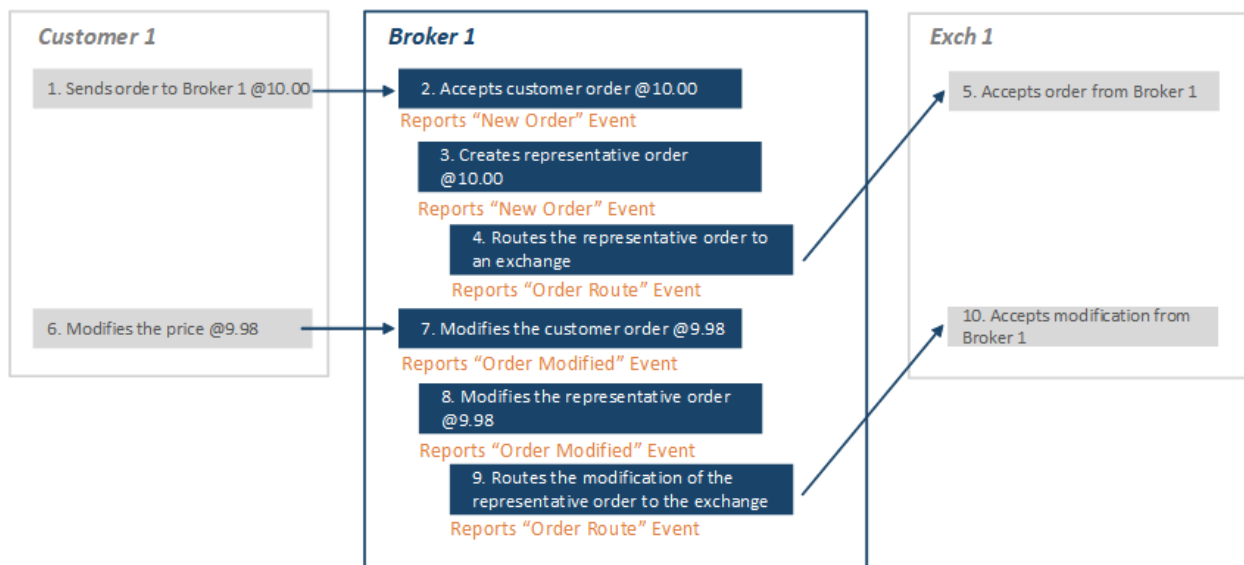 Customer 1
1. Sends order to Broker 1 @10.00
6. Modifies the price @9.98
Broker 1
2. Accepts customer order @10.00
Reports “New Order” Event
3. Creates representative order
@10.00
Reports “New Order” Event
4. Routes the representative order to
an exchange
Reports “Order Route” Event
7. Modifies the customer order @9.98
Reports “Order Modified” Event
8. Modifies the representative order
@9.98
Reports “Order Modified” Event
9. Routes the modification of the
representative order to the exchange
Reports “Order Route” Event
Exch 1
5. Accepts order from Broker 1
10. Accepts modification from
Broker 1